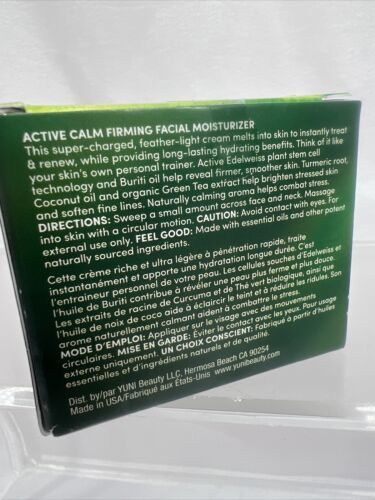 ACTIVE CALM FIRMING FACIAL MOISTURIZER
This super-charged, feather-light cream melts into skin to instantly treat
& renew, while providing long-lasting hydrating benefits. Think of it like
your skin's own personal trainer. Active Edelweiss plant stem cell
technology and Buriti oil help reveal firmer, smoother skin. Turmeric root,
Coconut oil and organic Green Tea extract help brighten stressed skin
and soften fine lines. Naturally calming aroma helps combat stress.
DIRECTIONS: Sweep a small amount across face and neck. Massage
into skin with a circular motion. CAUTION: Avoid contact with eyes. For
external use only. FEEL GOOD: Made with essential oils and other potent
naturally sourced ingredients.
Cette crème riche et ultra légère à pénétration rapide, traite
instantanément et apporte une hydratation longue durée. C'est
l'entraineur personnel de votre peau. Les cellules souches d'Edelweiss et
l'huile de Buriti contribue à révéler une peau plus ferme et plus douce.
Les extraits de racine de Curcuma et de Thé vert biologique, ainsi que
l'huile de noix de coco aide à éclaircir le teint et à réduire les ridules. Son
arome naturellement calmant aident à combattre le stress.
MODE D'EMPLOI: Appliquer sur le visage avec des mouvements
circulaires. MISE EN GARDE: Éviter le contact avec les yeux. Pour usage
externe uniquement. UN CHOIX CONSCIENT: Fabriqué à partir d'huiles
essentielles et d'ingrédients naturels et de qualité.
Dist. by/par YUNI Beauty LLC, Hermosa Beach CA 90254
Made in USA/Fabriqué aux États-Unis www.yunibeauty.com